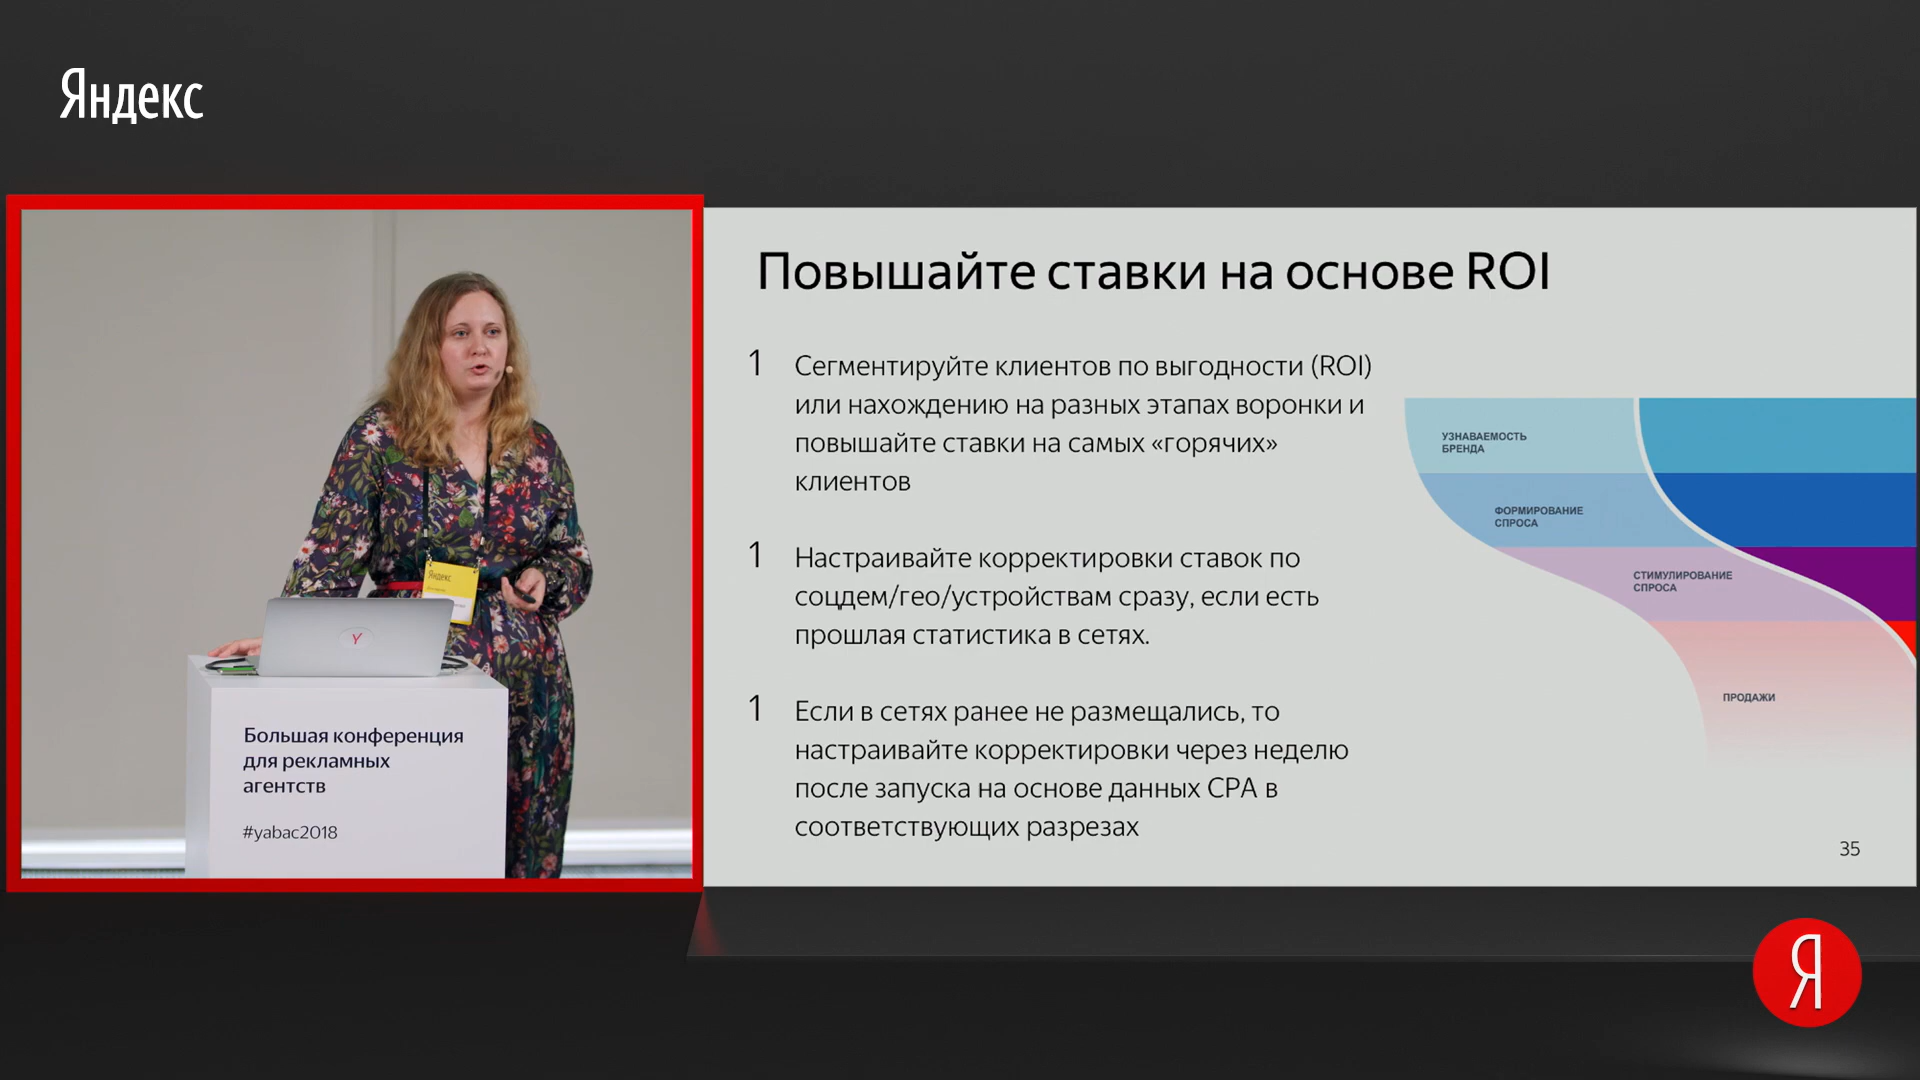 Яндекс
Яндекс
Y
Большая конференция
для рекламных
агентств
#yabac2018
Повышайте ставки на основе ROI
1 Сегментируйте клиентов по выгодности (ROI)
или нахождению на разных этапах воронки и
повышайте ставки на самых «горячих»
клиентов
1 Настраивайте корректировки ставок по
соцдем/гео/устройствам сразу, если есть
прошлая статистика в сетях.
1 Если в сетях ранее не размещались, то
настраивайте корректировки через неделю
после запуска на основе данных CPA в
соответствующих разрезах
УЗНАВАЕМОСТЬ
БРЕНДА
ФОРМИРОВАНИЕ
СПРОСА
СТИМУЛИРОВАНИЕ
СПРОСА
ПРОДАЖИ
35
Я